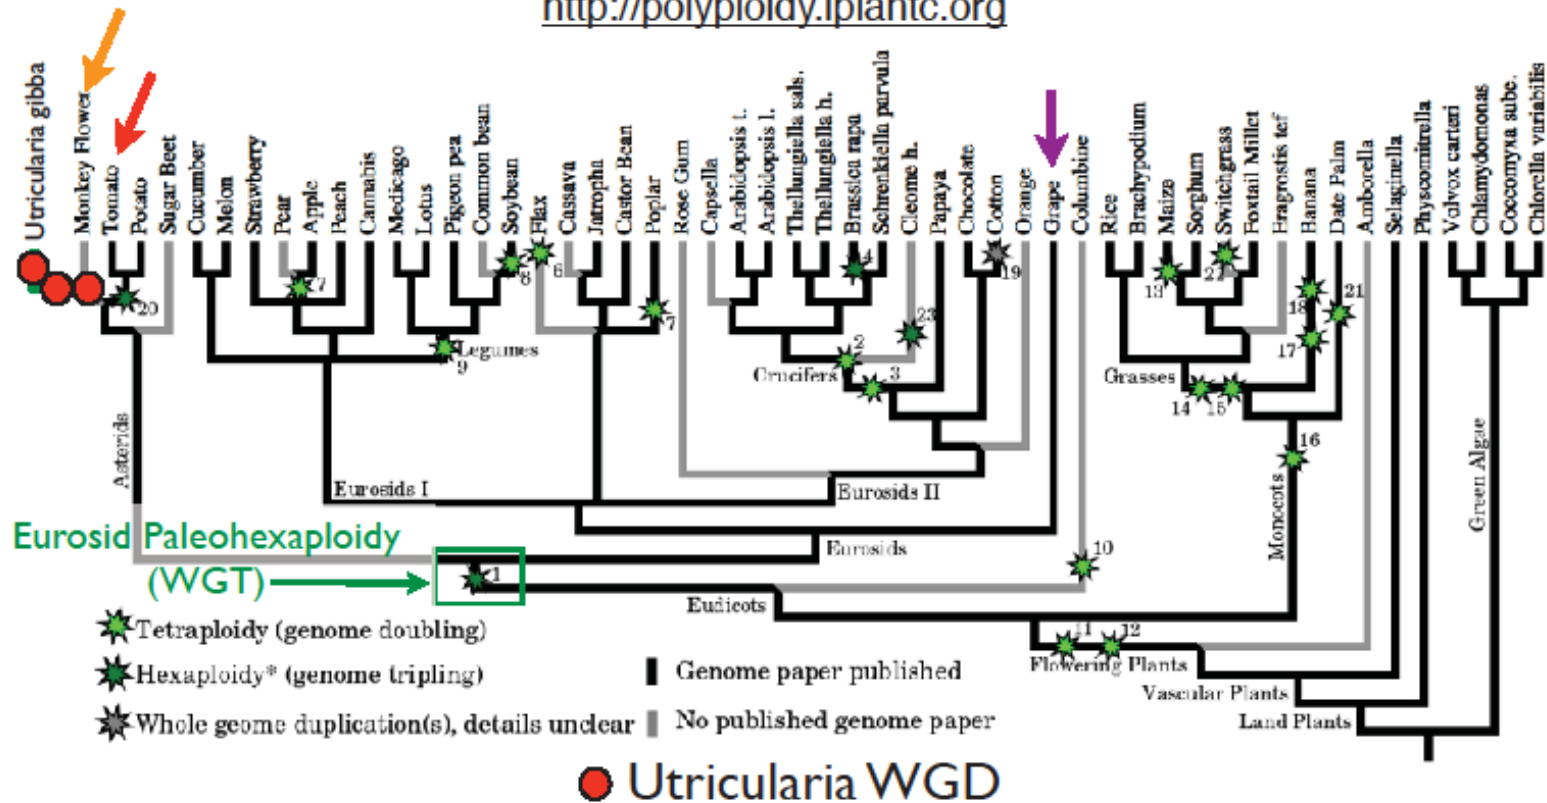 http://polyploidy.iplantc.org
Utricularia gibba
Monkey Flower
Tomato
Potato
Sugar Beet
Cucumber
Melon
Strawberry
Pear
Apple
Peach
Cannabis
Medicago
Lotus
Pigeon pea
Common bean
Soybean
Flax
Cassava
Jatropha
Castor Bean
Poplar
Rose Gum
Capsella
Arabidopsis t.
Arabidopsis l.
Thellungiella sals.
Thellungiella h.
Brassica rapa
Schrenkiella parvula
Cleome h.
Papaya
Chocolate
Cotton
Orange
Grape
Columbine
Rice
Brachypodium
Maize
Sorghum
Switchgrass
Foxtail Millet
Eragrostis tef
Banana
Date Palm
Amborella
Selaginella
Physcomitrella
Volvox carteri
Chlamydomonas
Coccomyxa sube.
Chlorella variabilis
20
7
8
6
7
4
19
13
22
18
21
17
23
2
3
Legumes
9
Crucifers
Grasses
14
15
16
Asterids
Eurosids I
Eurosids II
Monocots
Green Algae
Eurosid Paleohexaploidy
(WGT)
1
Eurosids
10
Eudicots
11
12
Flowering Plants
Vascular Plants
Land Plants
Tetraploidy (genome doubling)
Hexaploidy* (genome tripling)
Whole geome duplication(s), details unclear
Genome paper published
No published genome paper
Utricularia WGD